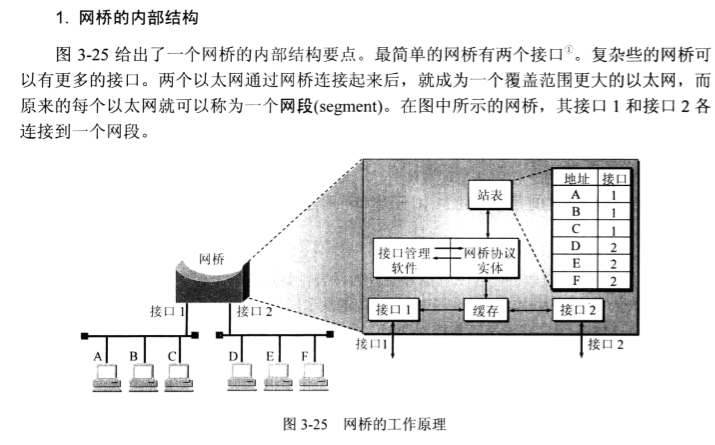 1. 网桥的内部结构
图 3-25 给出了一个网桥的内部结构要点。最简单的网桥有两个接口①。复杂些的网桥可
以有更多的接口。两个以太网通过网桥连接起来后，就成为一个覆盖范围更大的以太网，而
原来的每个以太网就可以称为一个网段(segment)。在图中所示的网桥，其接口 1 和接口 2 各
连接到一个网段。
站表
地址 接口
A 1
B 1
C 1
D 2
E 2
F 2
网桥
接口管理
软件
网桥协议
实体
接口 1
接口 2
接口 1
缓存
接口 2
接口1
接口 2
A B C D E F
图 3-25 网桥的工作原理